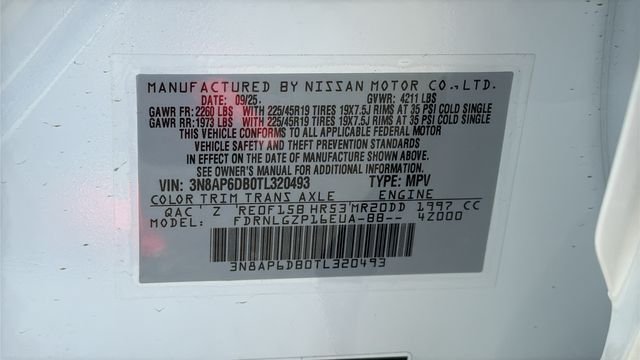 MANUFACTURED BY NISSAN MOTOR CO.,LTD.
DATE: 09/25. GVWR: 4211 LBS
GAWR FR: 2260 LBS WITH 225/45R19 TIRES 19X7.5J RIMS AT 35 PSI COLD SINGLE
GAWR RR: 1973 LBS WITH 225/45R19 TIRES 19X7.5J RIMS AT 35 PSI COLD SINGLE
THIS VEHICLE CONFORMS TO ALL APPLICABLE FEDERAL MOTOR
VEHICLE SAFETY AND THEFT PREVENTION STANDARDS
IN EFFECT ON THE DATE OF MANUFACTURE SHOWN ABOVE.
SEE OWNER'S MANUAL FOR ADDITIONAL INFORMATION.
VIN: 3N8AP6DB0TL320493 TYPE: MPV
COLOR TRIM TRANS AXLE ENGINE
QAC' Z RE0F15B HR53'MR20DD 1997 CC
MODEL: FDRNLGZP16EUA-BB-- 4Z000
3N8AP6DB0TL320493